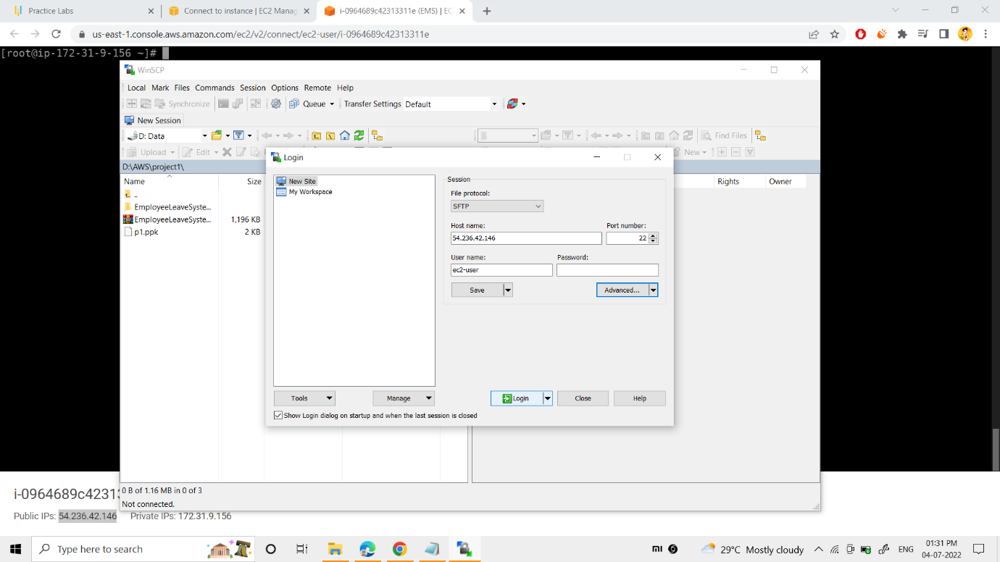 Practice Labs
Connect to instance | EC2 Manag
i-0964689c42313311e (EMS) | EC
us-east-1.console.aws.amazon.com/ec2/v2/connect/ec2-user/i-0964689c42313311e
[root@ip-172-31-9-156 ~]#
WinSCP
Local Mark Files Commands Session Options Remote Help
Synchronize Queue Transfer Settings Default
New Session
D: Data Find Files
Upload Edit New
D:\AWS\project1\
Name Size Rights Owner
..
EmployeeLeaveSyste...
EmployeeLeaveSyste... 1,196 KB
p1.ppk 2 KB
Login
New Site
My Workspace
Session
File protocol:
SFTP
Host name: Port number:
54.236.42.146 22
User name: Password:
ec2-user
Save Advanced...
Tools Manage Login Close Help
Show Login dialog on startup and when the last session is closed
0 B of 1.16 MB in 0 of 3
Not connected.
i-0964689c4231
Public IPs: 54.236.42.146 Private IPs: 172.31.9.156
Type here to search
29°C Mostly cloudy
ENG
01:31 PM
04-07-2022